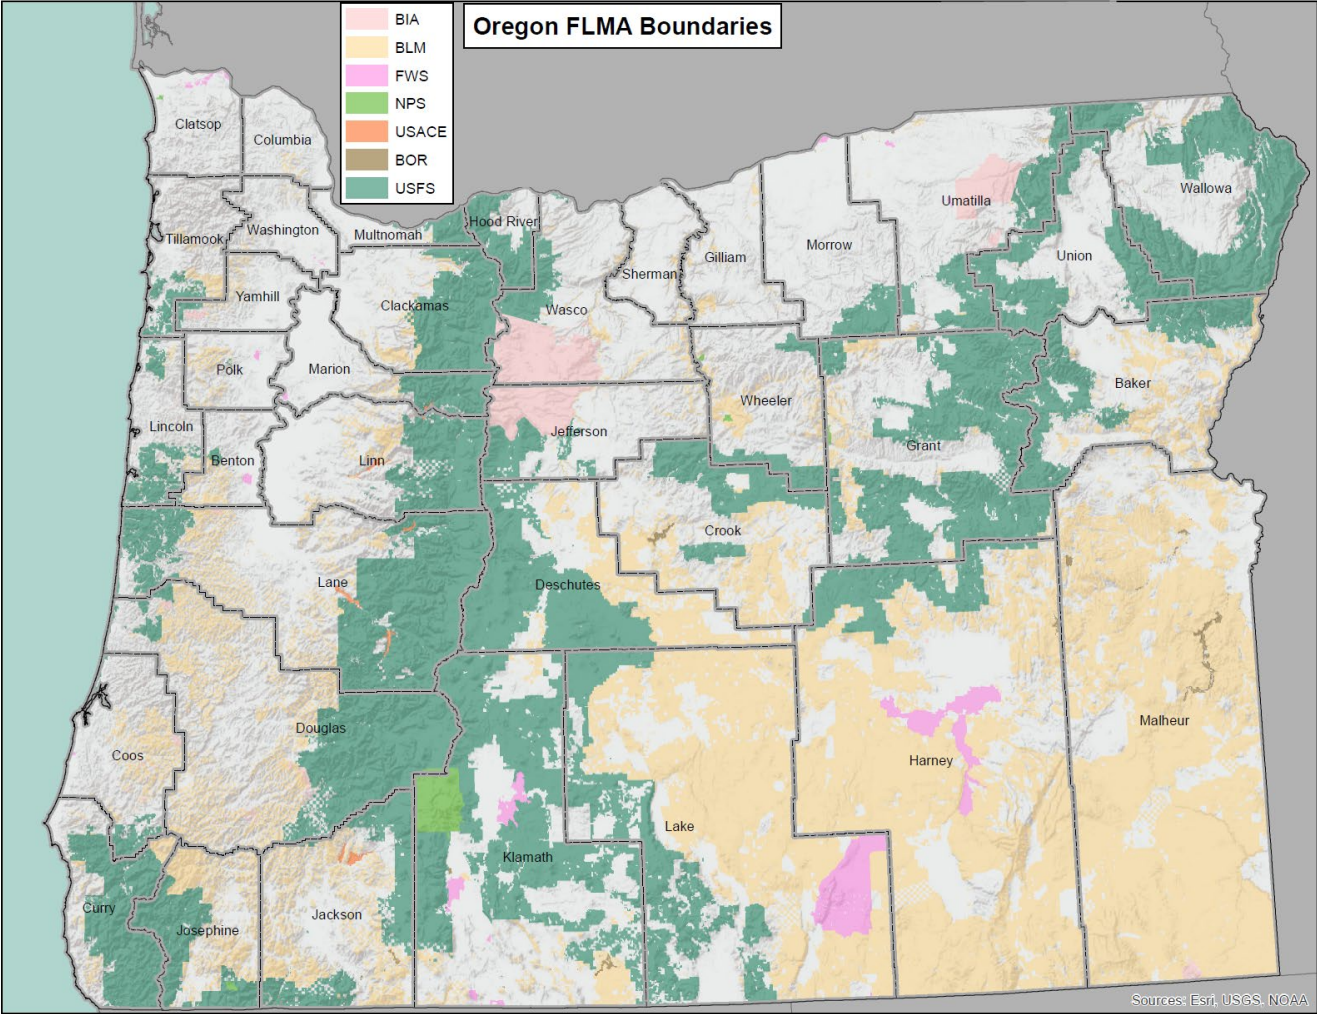 Oregon FLMA Boundaries
BIA
BLM
FWS
NPS
USACE
BOR
USFS
Clatsop
Columbia
Tillamook
Washington
Multnomah
Hood River
Sherman
Gilliam
Morrow
Umatilla
Wallowa
Union
Yamhill
Clackamas
Wasco
Polk
Marion
Wheeler
Baker
Lincoln
Benton
Linn
Jefferson
Grant
Crook
Lane
Deschutes
Douglas
Coos
Harney
Malheur
Lake
Klamath
Curry
Josephine
Jackson
Sources: Esri, USGS, NOAA